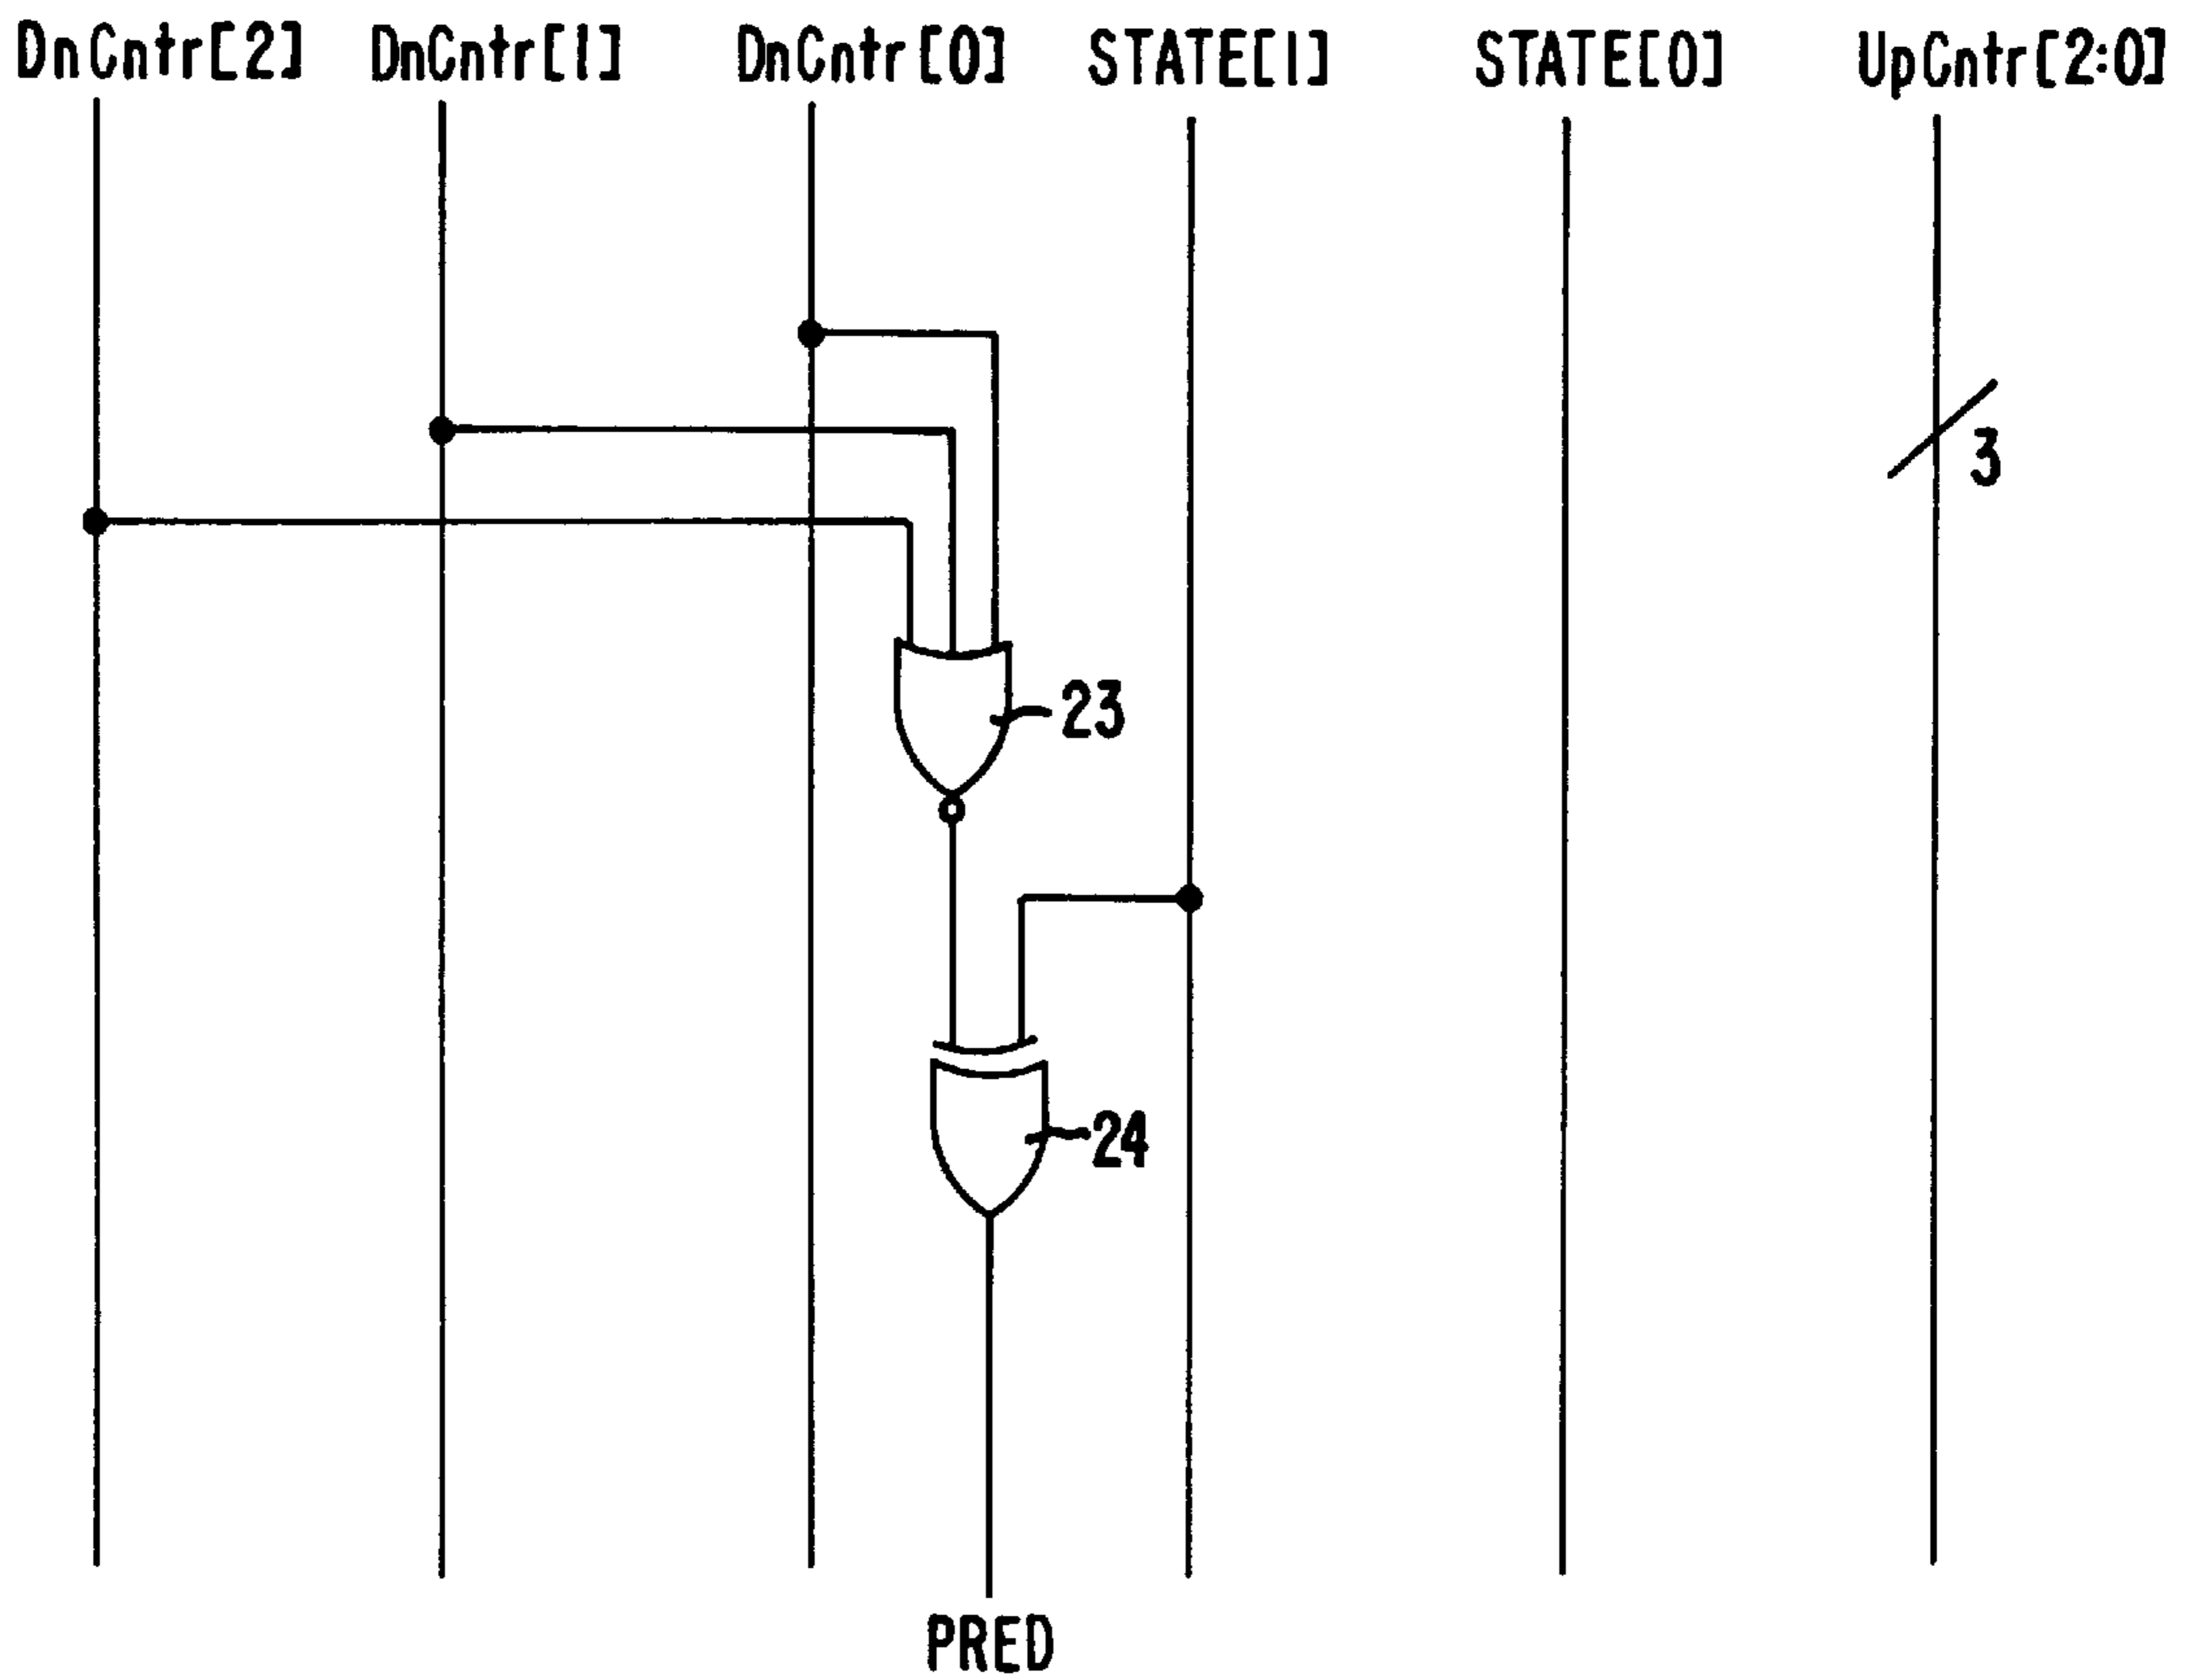 DnCntr[2] DnCntr[1] DnCntr[0] STATE[1] STATE[0] UpCntr[2:0]
3
23
24
PRED